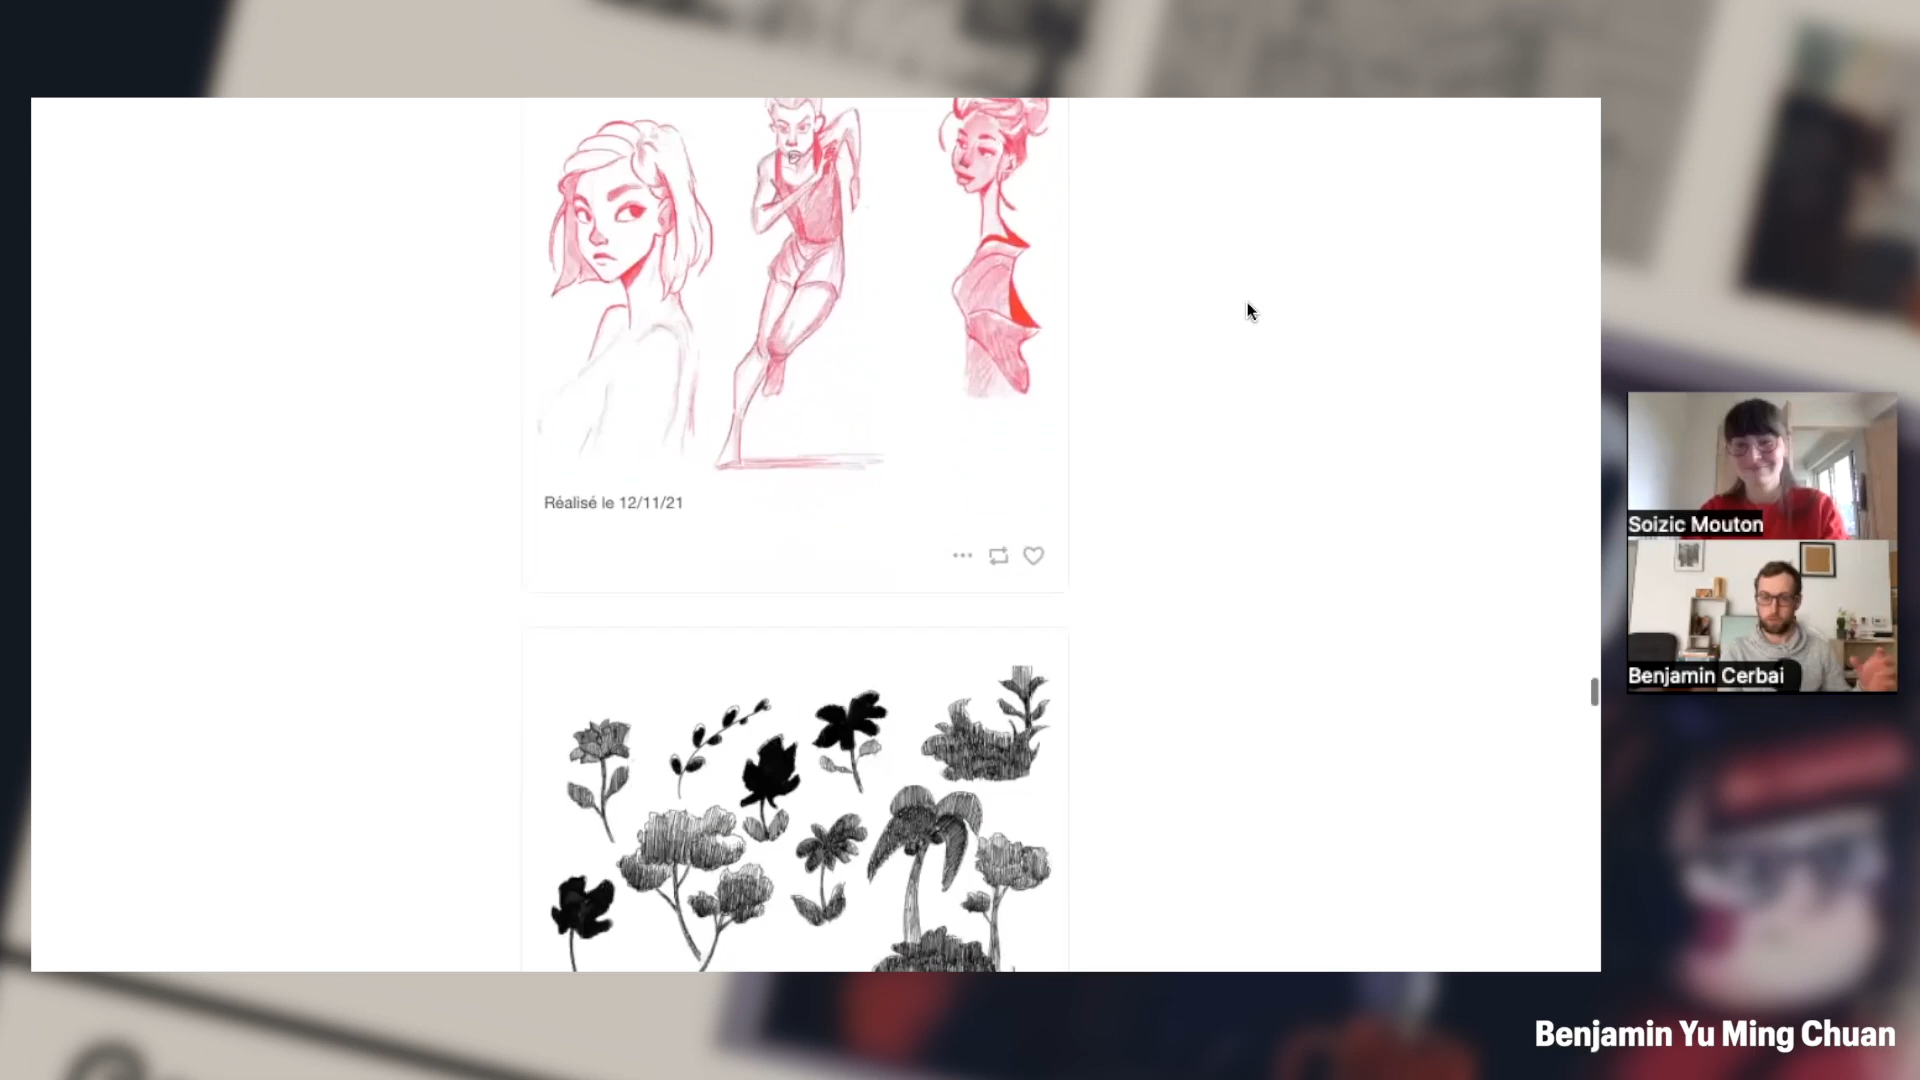 Réalisé le 12/11/21
Soizic Mouton
Benjamin Cerbai
Benjamin Yu Ming Chuan